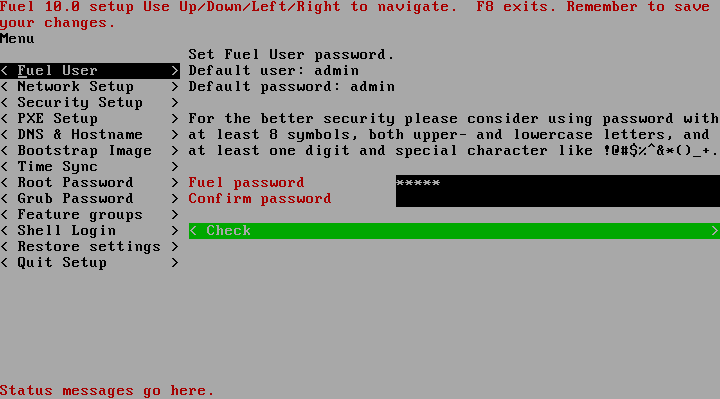 Fuel 10.0 setup Use Up/Down/Left/Right to navigate.  F8 exits. Remember to save
your changes.
Menu
Set Fuel User password.
< Fuel User > Default user: admin
< Network Setup > Default password: admin
< Security Setup >
< PXE Setup > For the better security please consider using password with
< DNS & Hostname > at least 8 symbols, both upper- and lowercase letters, and
< Bootstrap Image > at least one digit and special character like !@#$%^&*()_+.
< Time Sync >
< Root Password > Fuel password *****
< Grub Password > Confirm password
< Feature groups >
< Shell Login > < Check >
< Restore settings >
< Quit Setup >
Status messages go here.